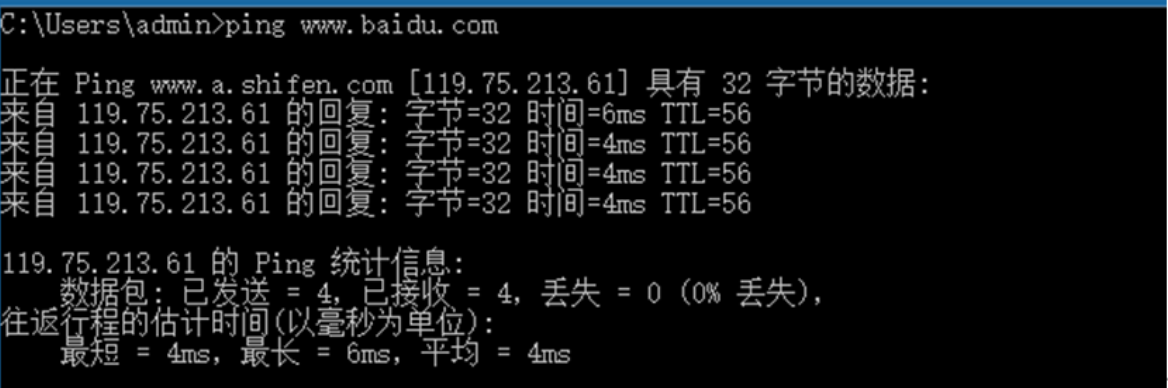 C:\Users\admin>ping www.baidu.com
正在 Ping www.a.shifen.com [119.75.213.61] 具有 32 字节的数据:
来自 119.75.213.61 的回复: 字节=32 时间=6ms TTL=56
来自 119.75.213.61 的回复: 字节=32 时间=4ms TTL=56
来自 119.75.213.61 的回复: 字节=32 时间=4ms TTL=56
来自 119.75.213.61 的回复: 字节=32 时间=4ms TTL=56
119.75.213.61 的 Ping 统计信息:
数据包: 已发送 = 4, 已接收 = 4, 丢失 = 0 (0% 丢失),
往返行程的估计时间(以毫秒为单位):
最短 = 4ms, 最长 = 6ms, 平均 = 4ms